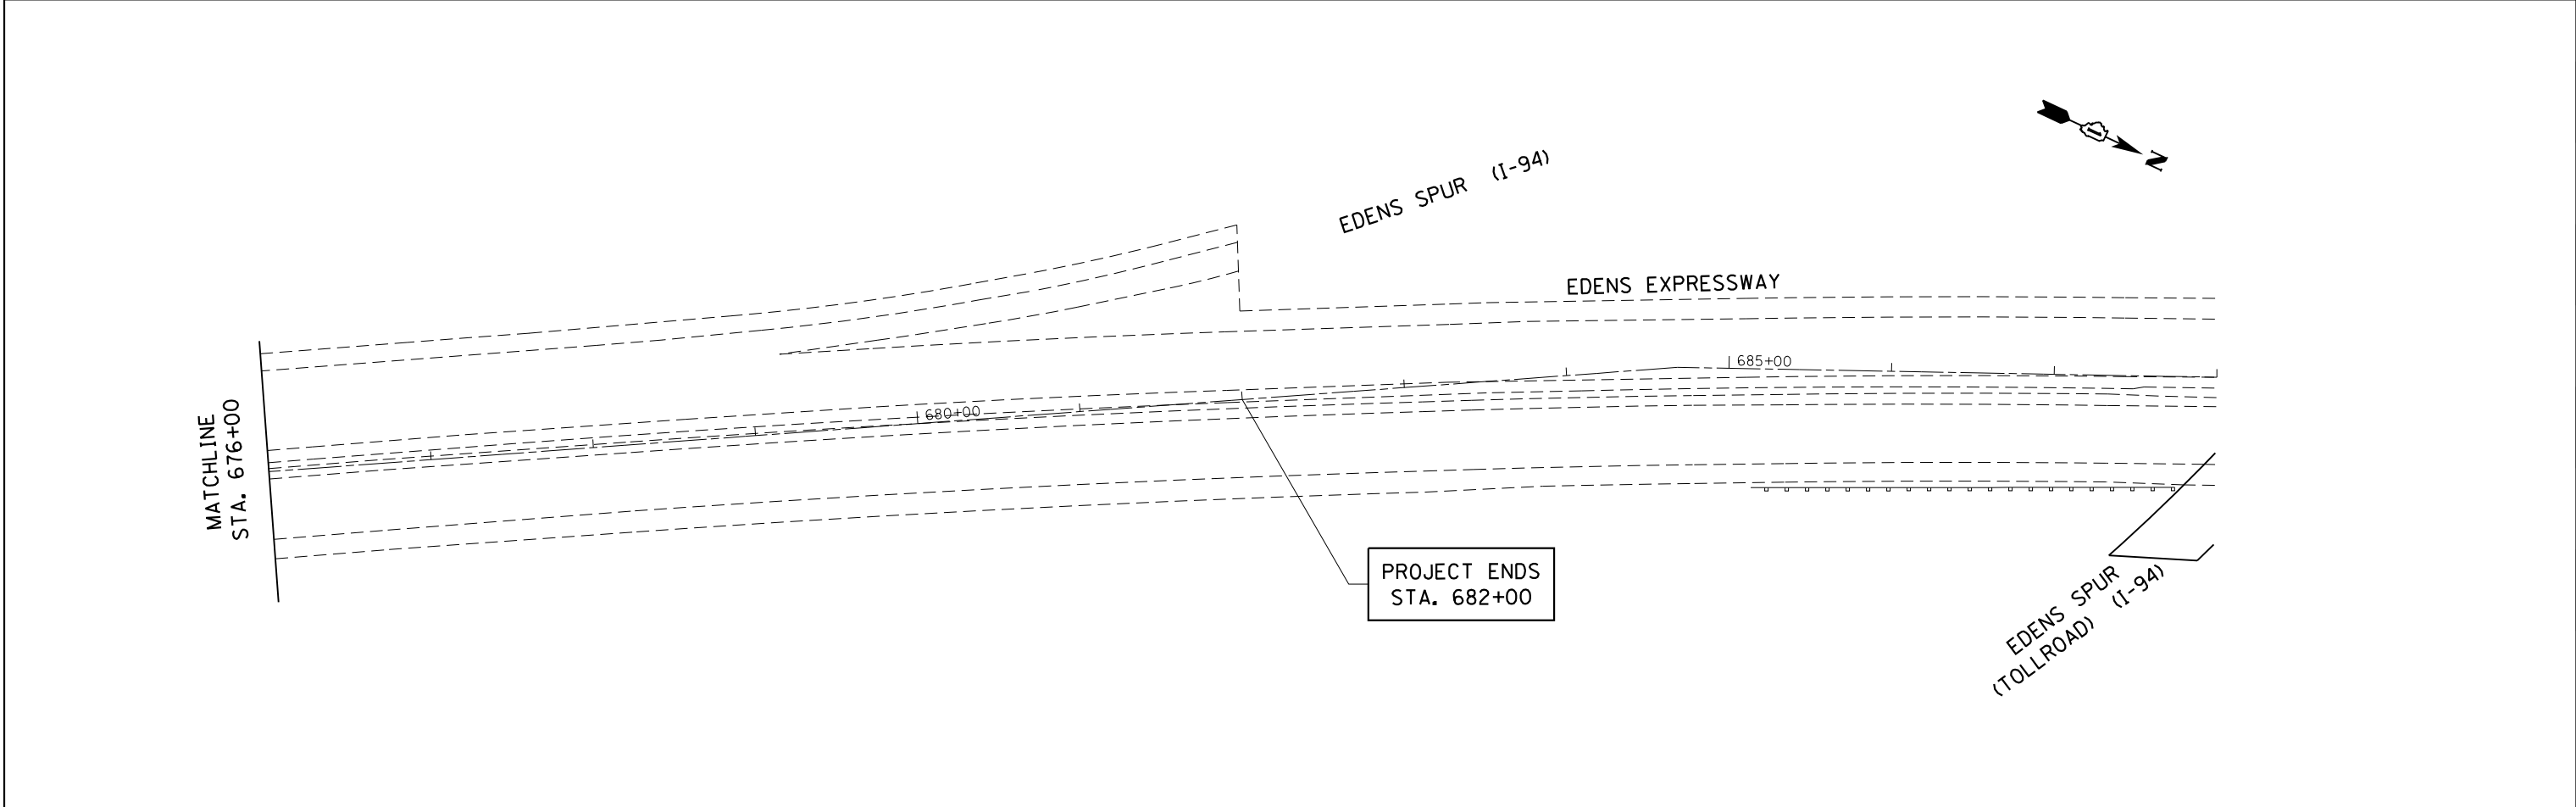 EDENS SPUR (I-94)
N
EDENS EXPRESSWAY
685+00
680+00
MATCHLINE
STA. 676+00
PROJECT ENDS
STA. 682+00
EDENS SPUR (I-94)
(TOLLROAD)